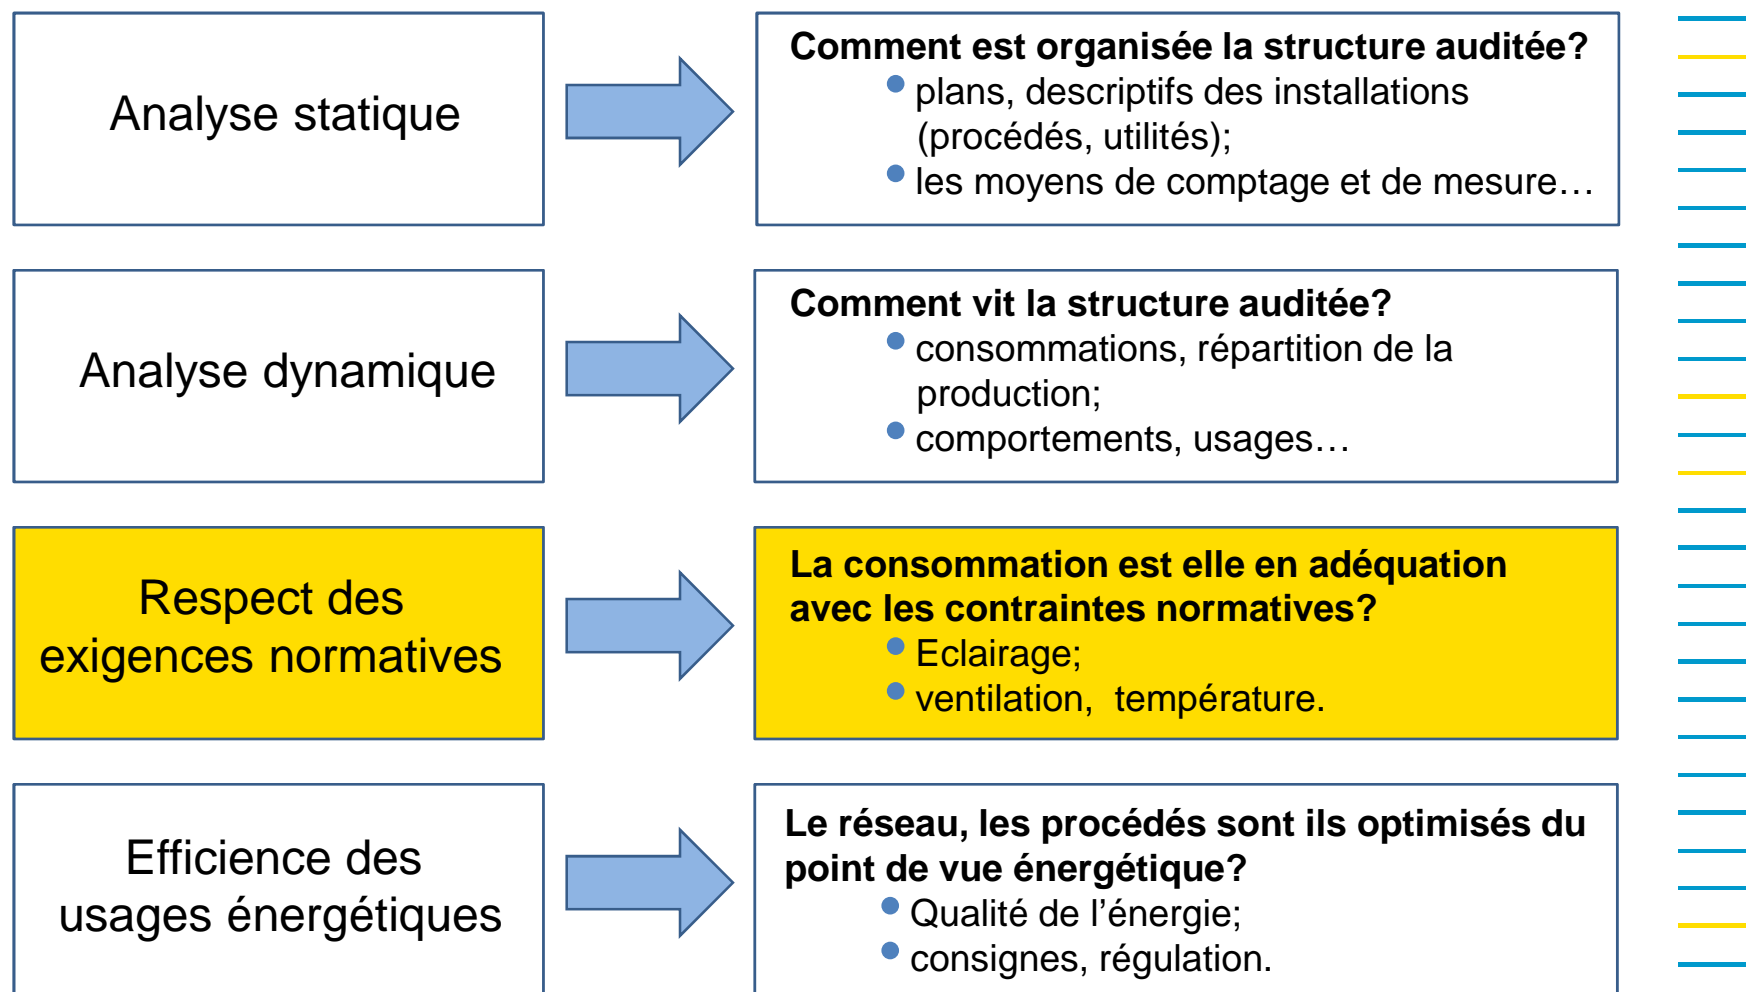 Analyse statique
Comment est organisée la structure auditée?
plans, descriptifs des installations
(procédés, utilités);
les moyens de comptage et de mesure…
Analyse dynamique
Comment vit la structure auditée?
consommations, répartition de la
production;
comportements, usages…
Respect des
exigences normatives
La consommation est elle en adéquation
avec les contraintes normatives?
Eclairage;
ventilation, température.
Efficience des
usages énergétiques
Le réseau, les procédés sont ils optimisés du
point de vue énergétique?
Qualité de l’énergie;
consignes, régulation.